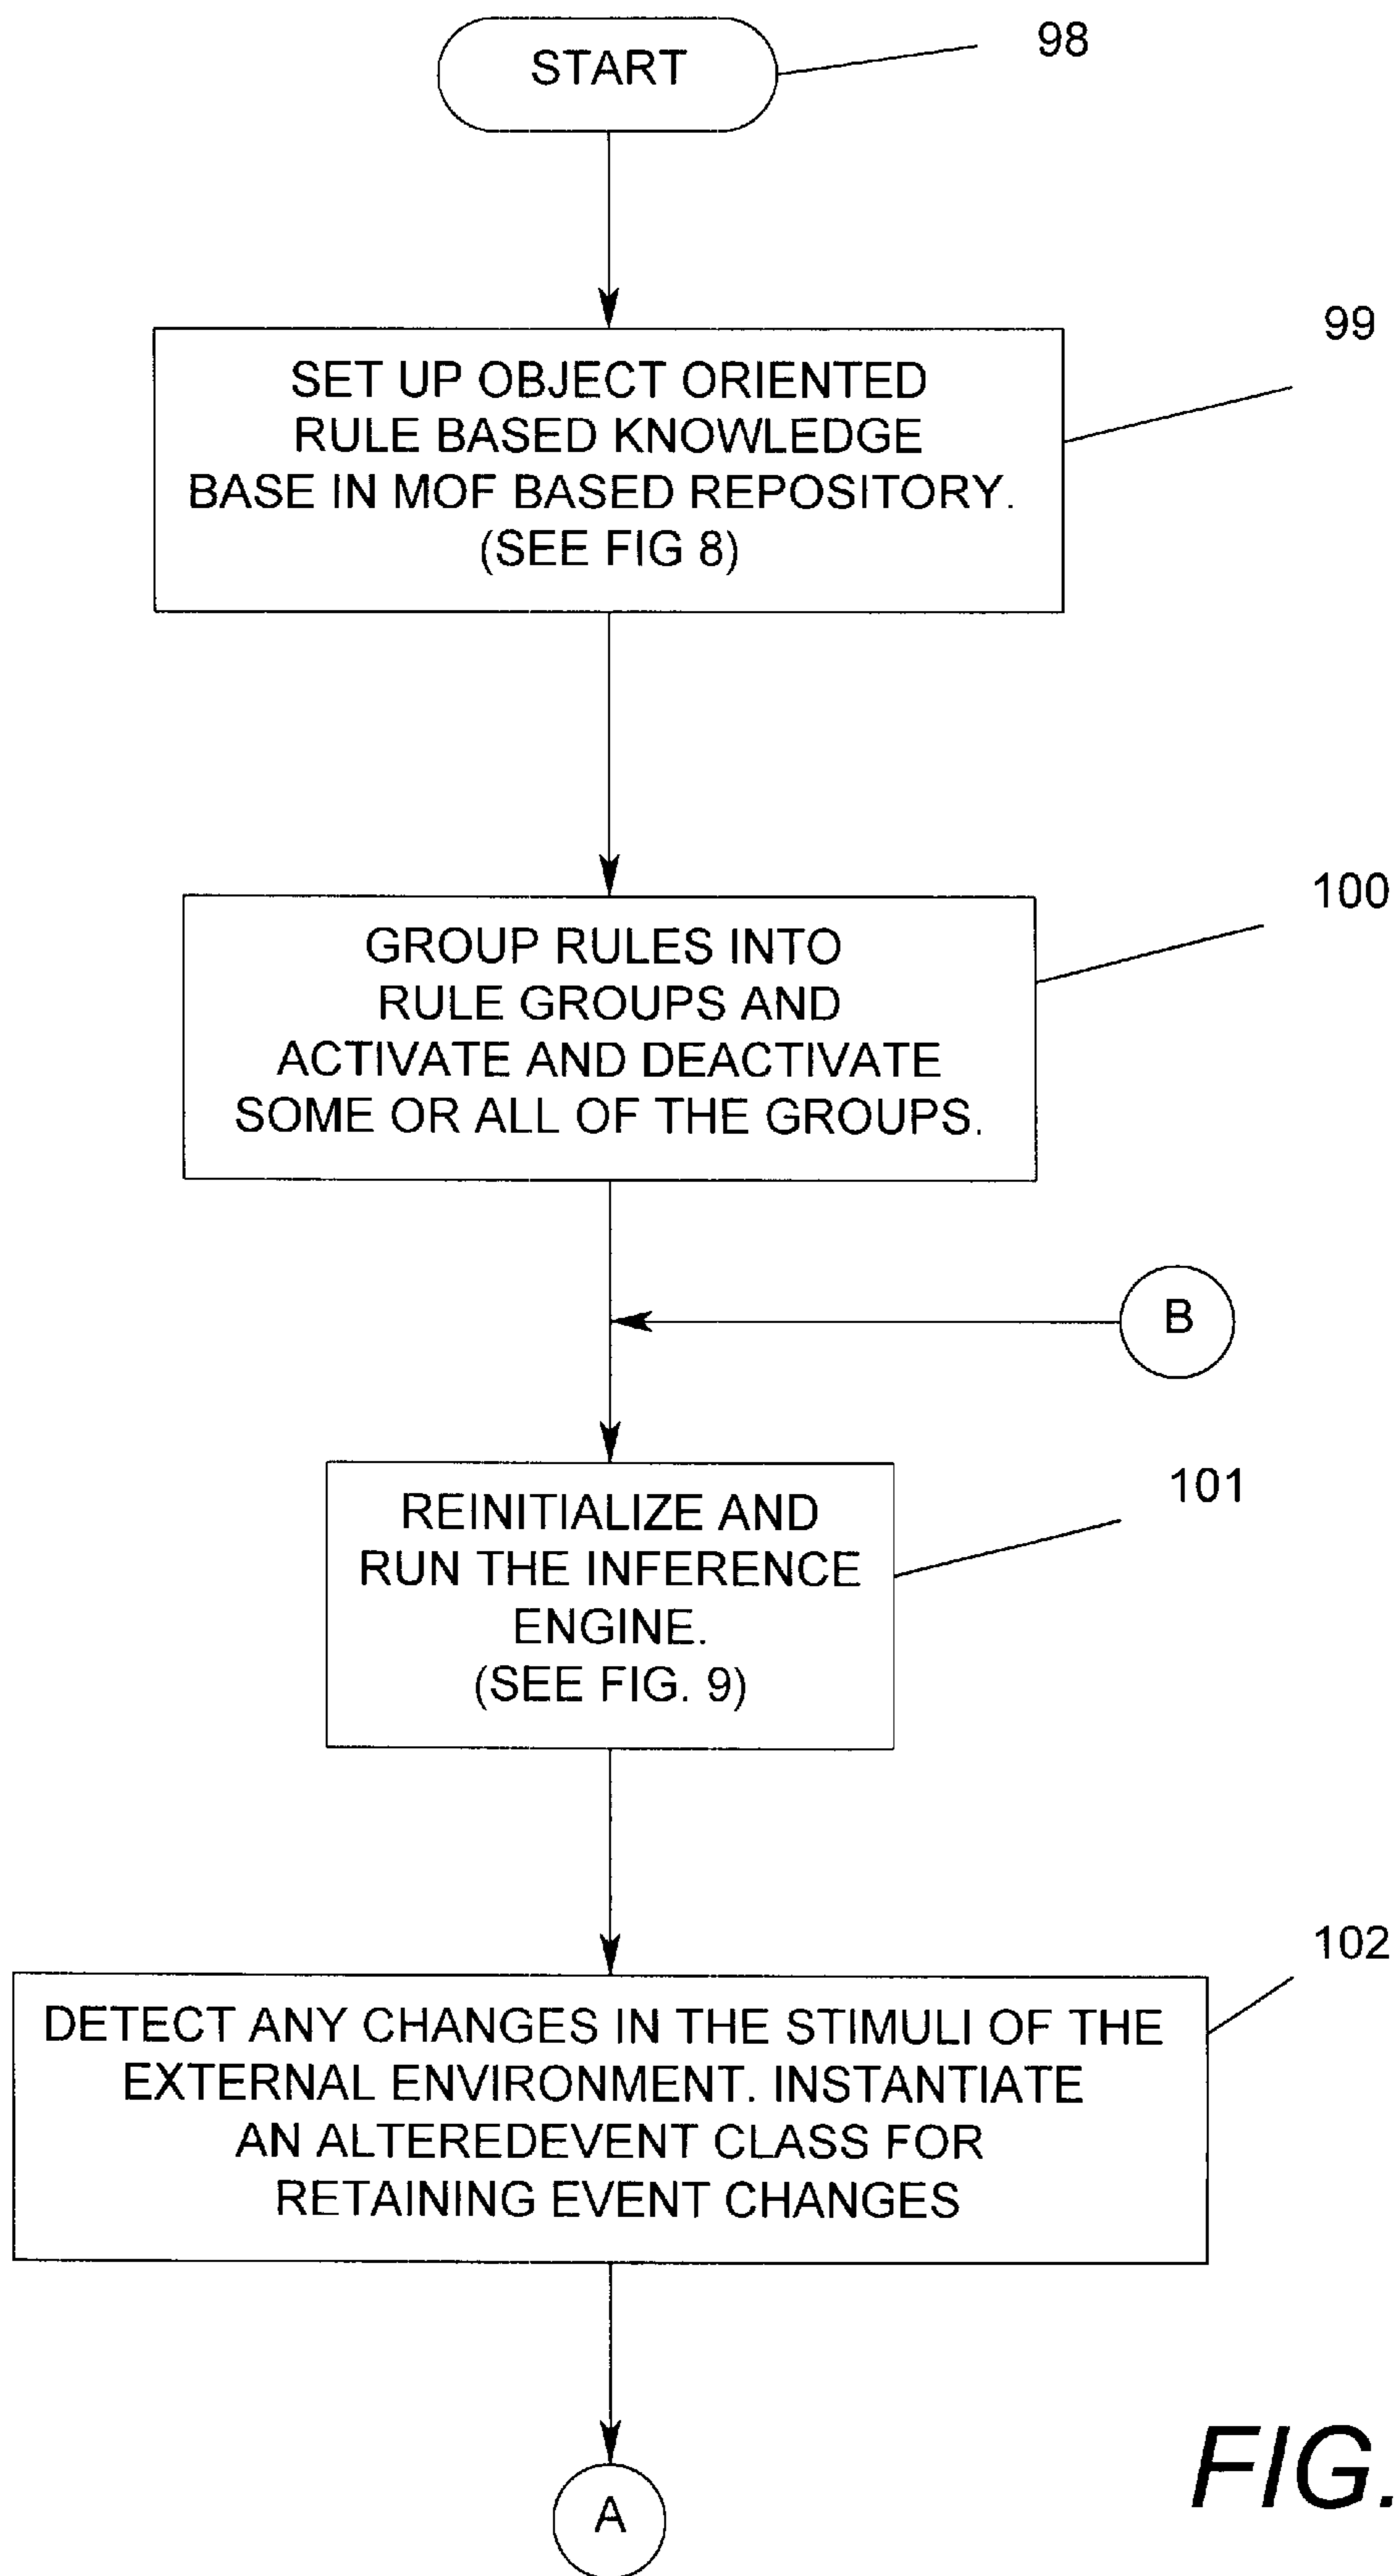 START
98
99
SET UP OBJECT ORIENTED
RULE BASED KNOWLEDGE
BASE IN MOF BASED REPOSITORY.
(SEE FIG 8)
100
GROUP RULES INTO
RULE GROUPS AND
ACTIVATE AND DEACTIVATE
SOME OR ALL OF THE GROUPS.
B
101
REINITIALIZE AND
RUN THE INFERENCE
ENGINE.
(SEE FIG. 9)
102
DETECT ANY CHANGES IN THE STIMULI OF THE
EXTERNAL ENVIRONMENT. INSTANTIATE
AN ALTEREDEVENT CLASS FOR
RETAINING EVENT CHANGES
FIG.
A